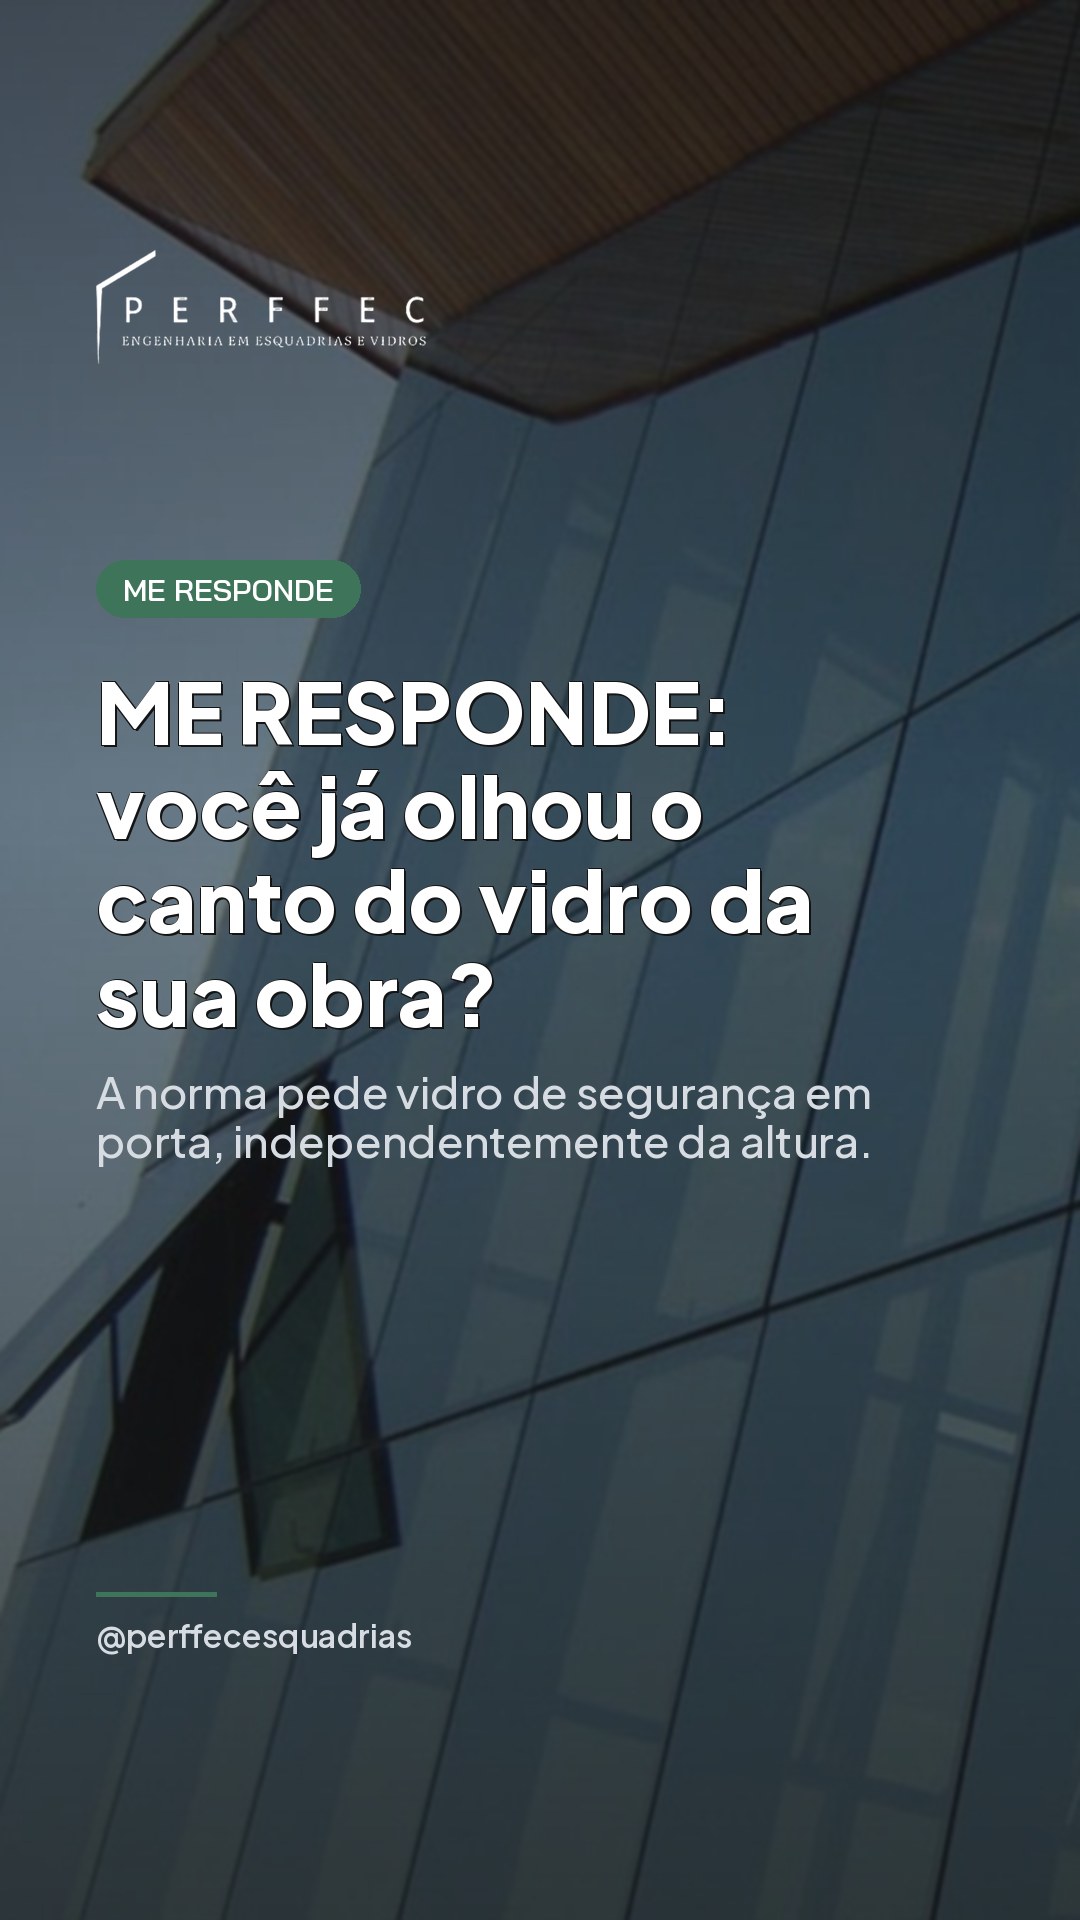 PERFFEC
ENGENHARIA EM ESQUADRIAS E VIDROS
ME RESPONDE
ME RESPONDE:
você já olhou o
canto do vidro da
sua obra?
A norma pede vidro de segurança em
porta, independentemente da altura.
@perffecesquadrias